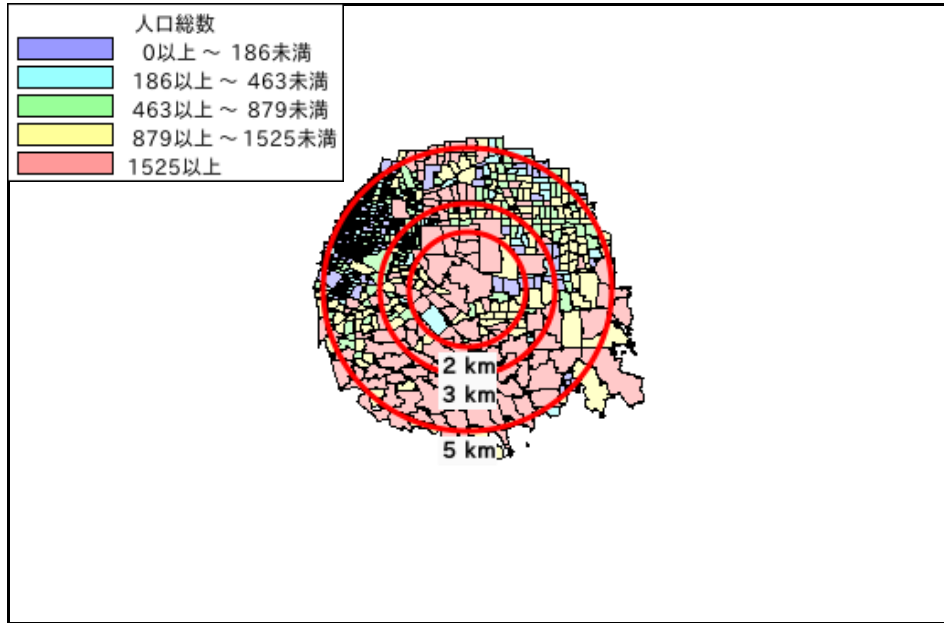 人口総数
0以上 ～ 186未満
186以上 ～ 463未満
463以上 ～ 879未満
879以上 ～ 1525未満
1525以上
2 km
3 km
5 km